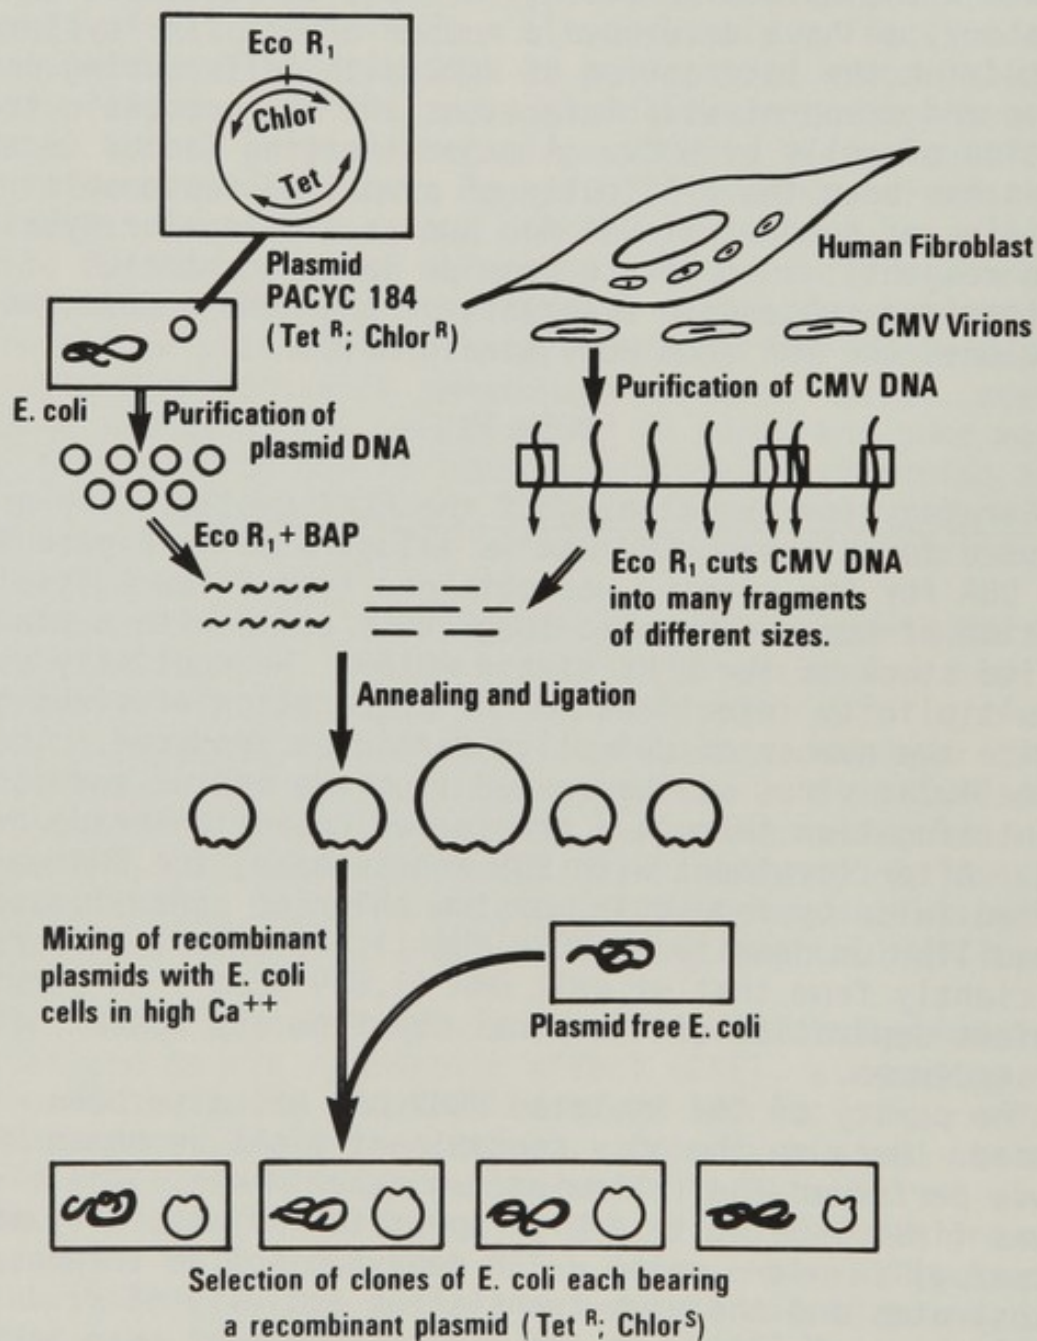 Eco R₁
Chlor
Tet
Plasmid
PACYC 184
(Tet ᴿ; Chlor ᴿ)
Human Fibroblast
CMV Virions
E. coli
Purification of
plasmid DNA
Purification of CMV DNA
Eco R₁ + BAP
Eco R₁ cuts CMV DNA
into many fragments
of different sizes.
Annealing and Ligation
Mixing of recombinant
plasmids with E. coli
cells in high Ca⁺⁺
Plasmid free E. coli
Selection of clones of E. coli each bearing
a recombinant plasmid (Tet ᴿ; Chlorˢ)